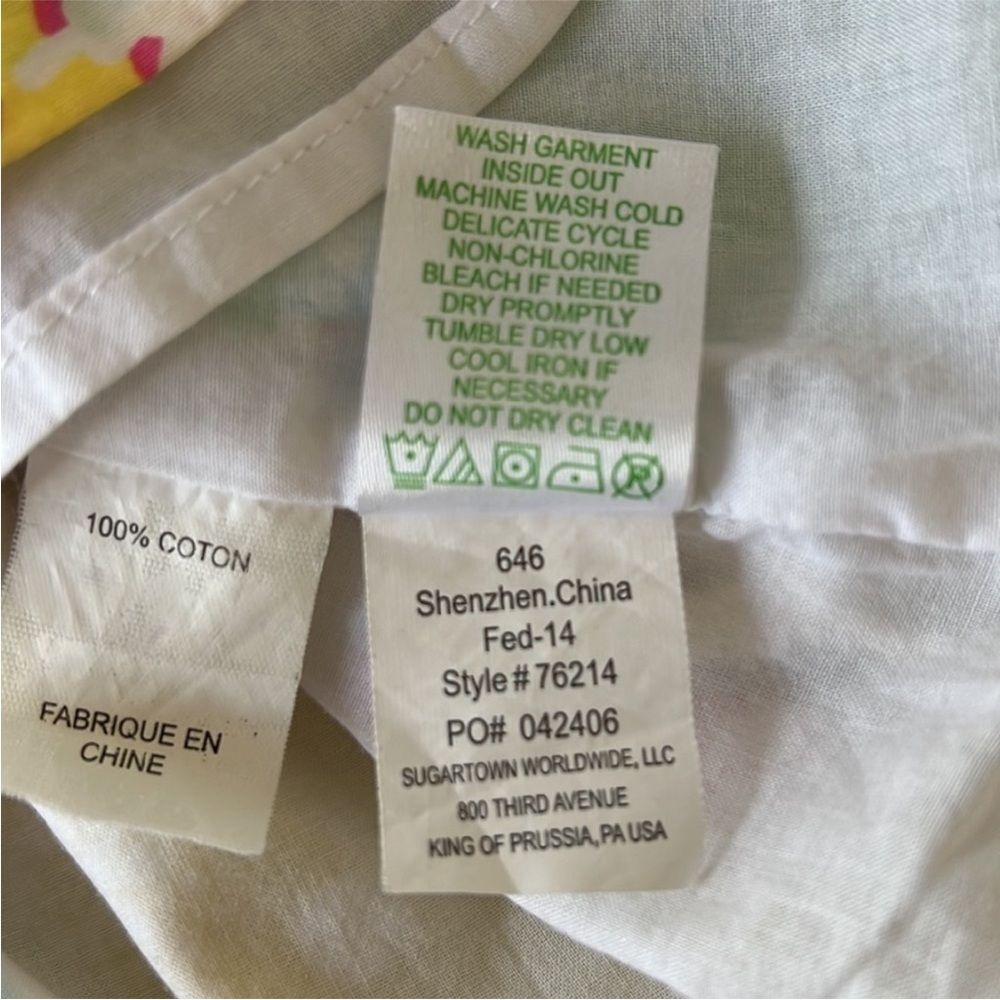 WASH GARMENT
INSIDE OUT
MACHINE WASH COLD
DELICATE CYCLE
NON-CHLORINE
BLEACH IF NEEDED
DRY PROMPTLY
TUMBLE DRY LOW
COOL IRON IF
NECESSARY
DO NOT DRY CLEAN
R
100% COTON
FABRIQUE EN
CHINE
646
Shenzhen.China
Fed-14
Style#76214
PO# 042406
SUGARTOWN WORLDWIDE, LLC
800 THIRD AVENUE
KING OF PRUSSIA, PA USA